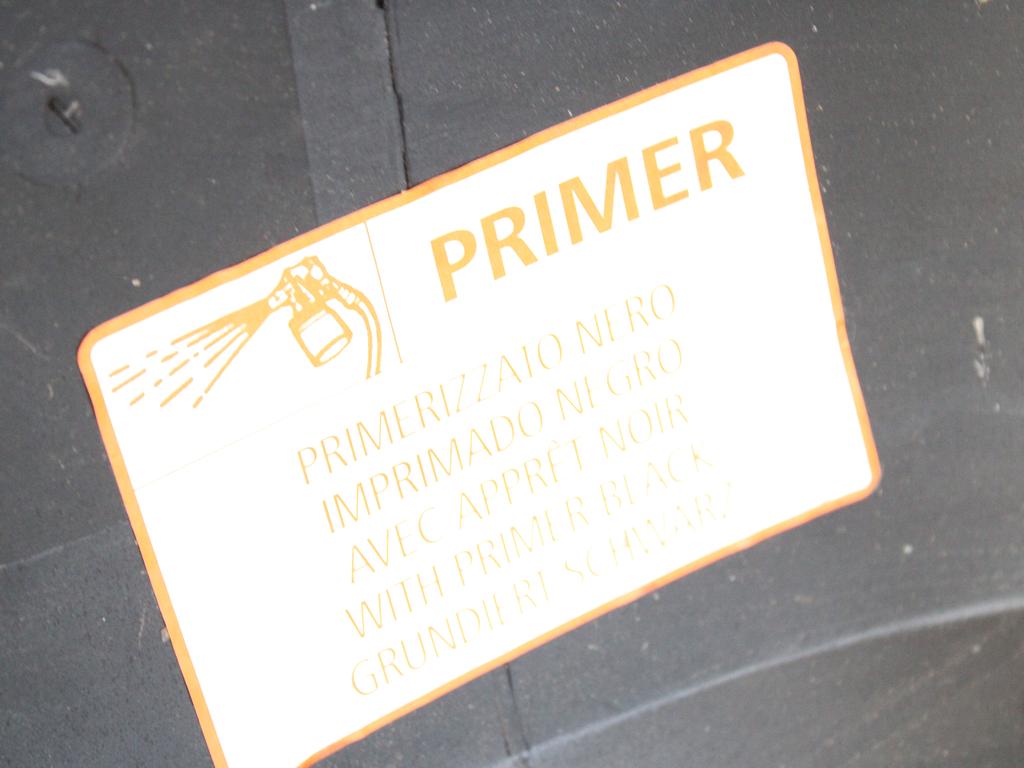 PRIMER
PRIMERIZZATO NERO
IMPRIMADO NEGRO
AVEC APPRÊT NOIR
WITH PRIMER BLACK
GRUNDIERT SCHWARZ